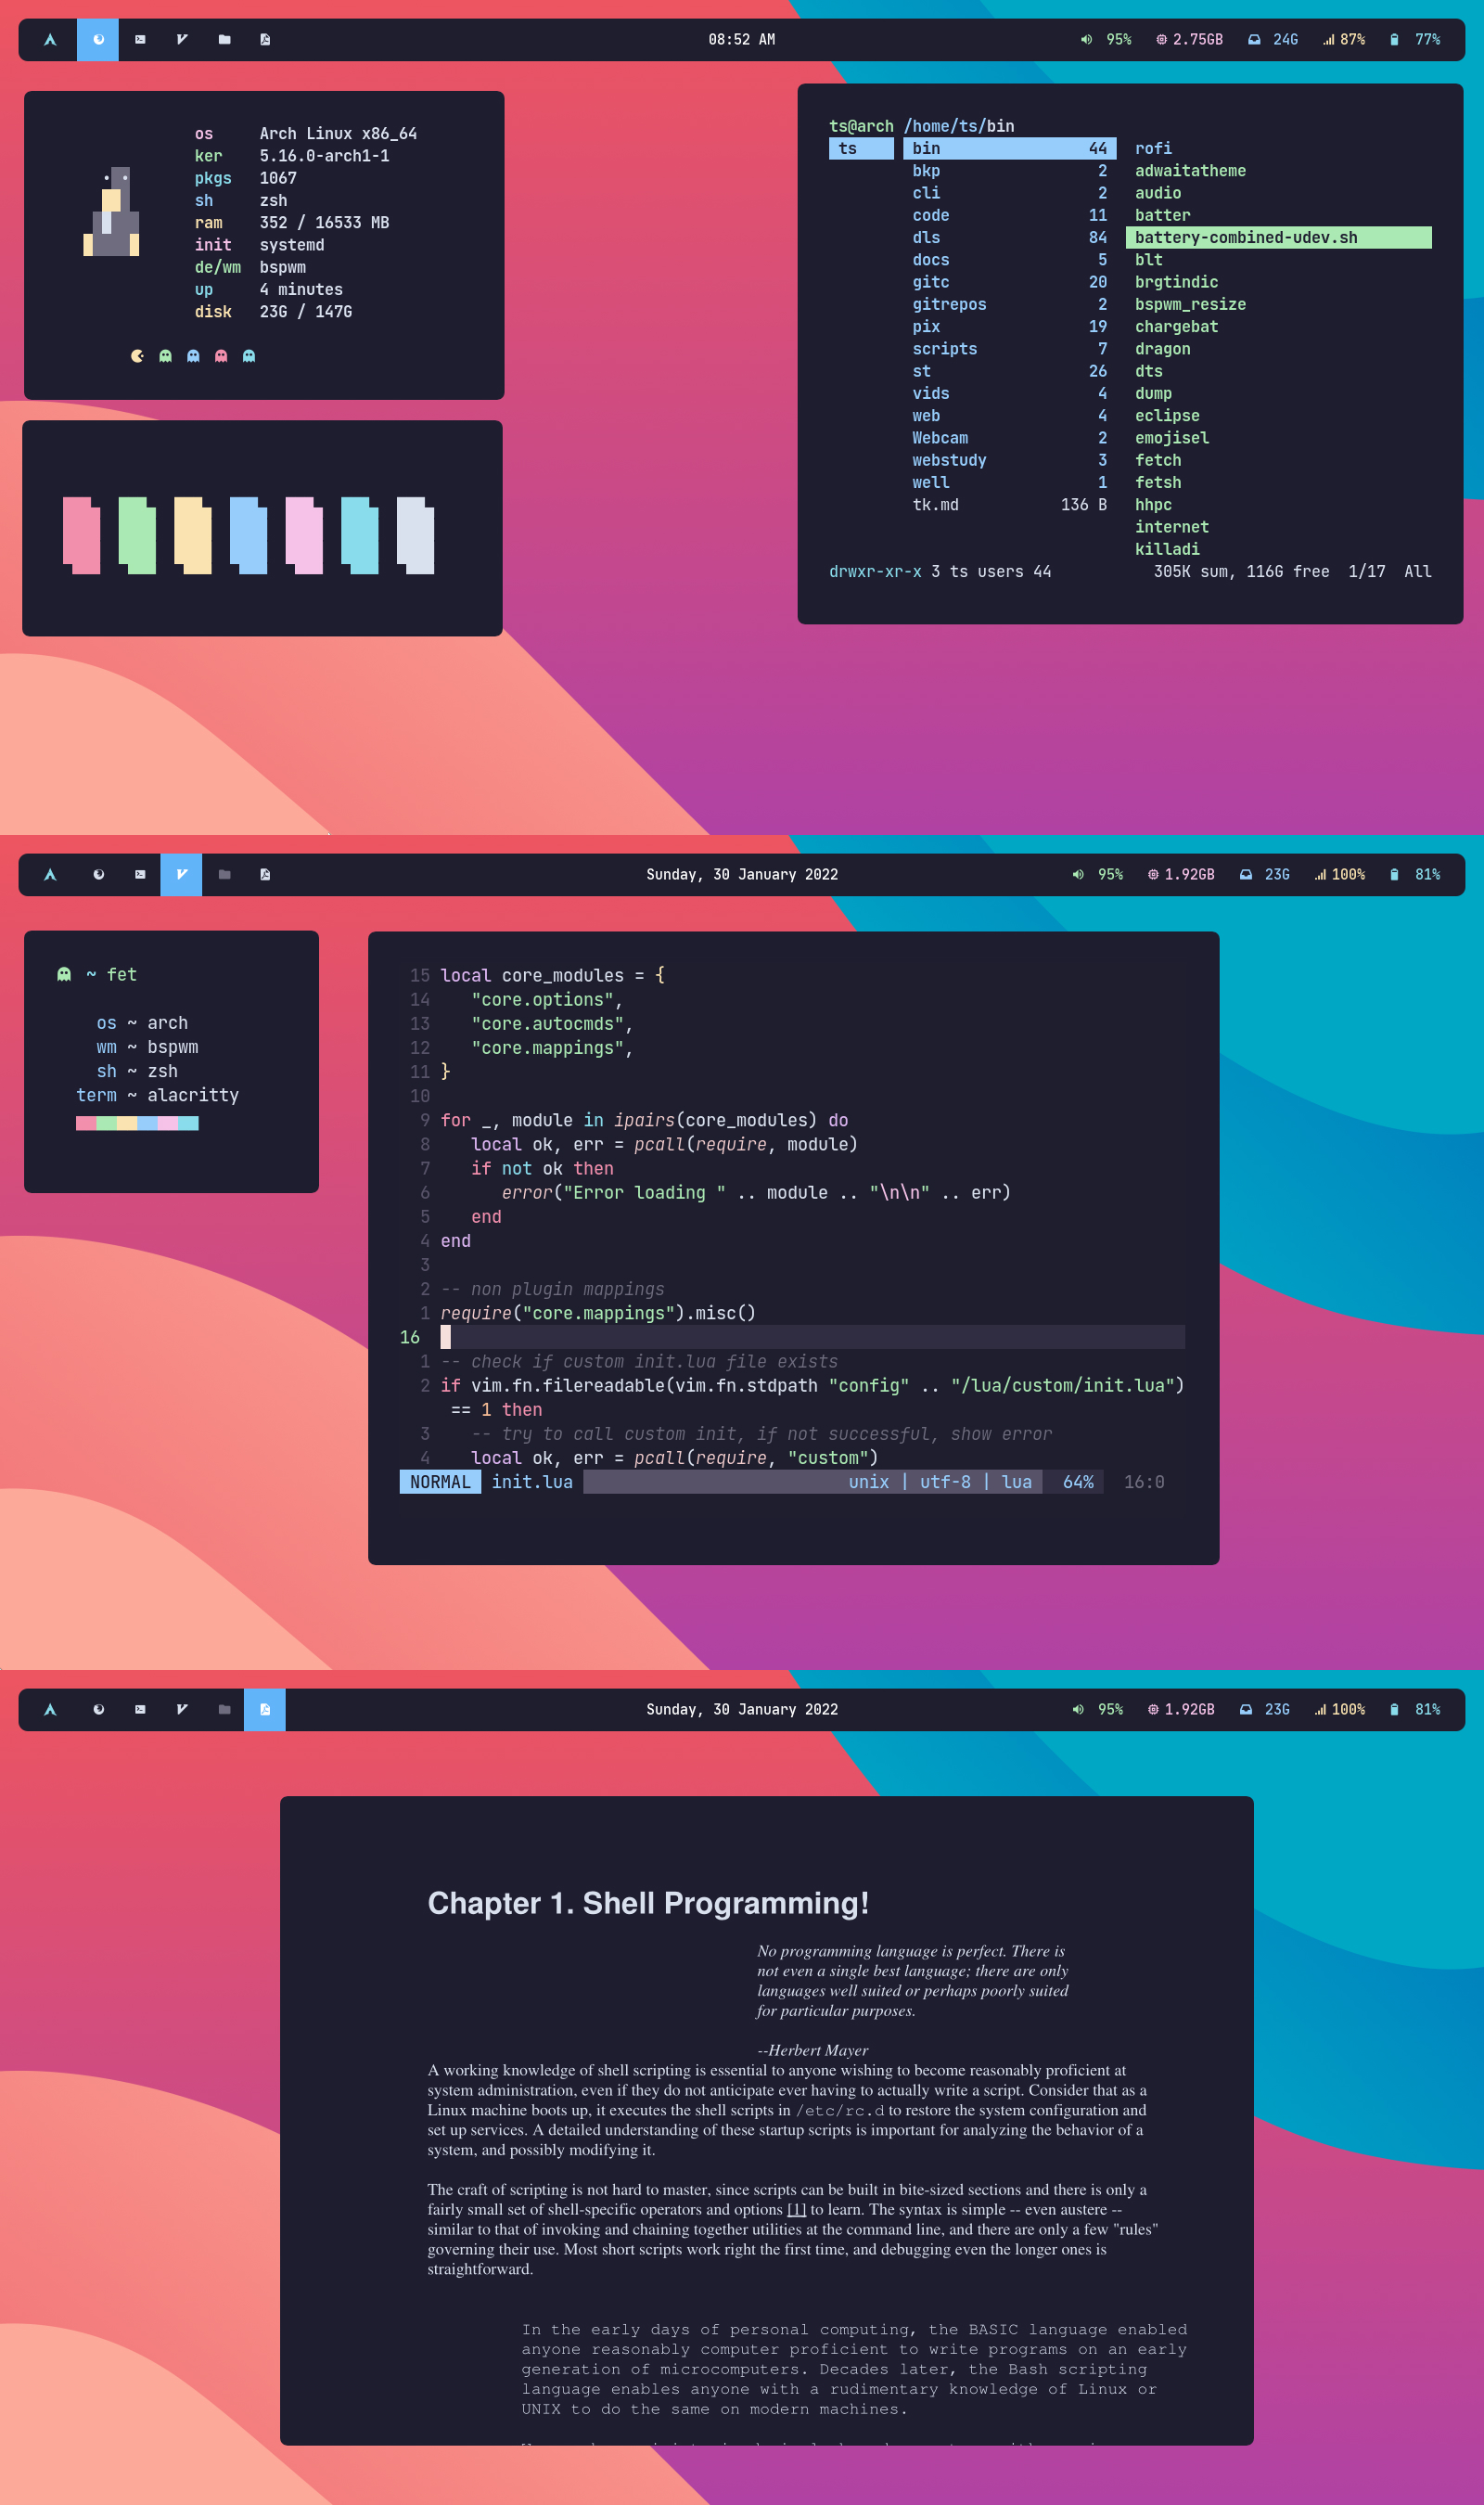 08:52 AM
95% 2.75GB 24G 87% 77%
os Arch Linux x86_64
ker 5.16.0-arch1-1
pkgs 1067
sh zsh
ram 352 / 16533 MB
init systemd
de/wm bspwm
up 4 minutes
disk 23G / 147G
ts@arch /home/ts/bin
ts bin 44 rofi
bkp 2 adwaitatheme
cli 2 audio
code 11 batter
dls 84 battery-combined-udev.sh
docs 5 blt
gitc 20 brgtindic
gitrepos 2 bspwm_resize
pix 19 chargebat
scripts 7 dragon
st 26 dts
vids 4 dump
web 4 eclipse
Webcam 2 emojisel
webstudy 3 fetch
well 1 fetsh
tk.md 136 B hhpc
internet
killadi
drwxr-xr-x 3 ts users 44 305K sum, 116G free 1/17 All
Sunday, 30 January 2022
95% 1.92GB 23G 100% 81%
~ fet
os ~ arch
wm ~ bspwm
sh ~ zsh
term ~ alacritty
15 local core_modules = {
14 "core.options",
13 "core.autocmds",
12 "core.mappings",
11 }
10
9 for _, module in ipairs(core_modules) do
8 local ok, err = pcall(require, module)
7 if not ok then
6 error("Error loading " .. module .. "\n\n" .. err)
5 end
4 end
3
2 -- non plugin mappings
1 require("core.mappings").misc()
16
1 -- check if custom init.lua file exists
2 if vim.fn.filereadable(vim.fn.stdpath "config" .. "/lua/custom/init.lua")
== 1 then
3 -- try to call custom init, if not successful, show error
4 local ok, err = pcall(require, "custom")
NORMAL init.lua unix | utf-8 | lua 64% 16:0
Sunday, 30 January 2022
95% 1.92GB 23G 100% 81%
Chapter 1. Shell Programming!
No programming language is perfect. There is
not even a single best language; there are only
languages well suited or perhaps poorly suited
for particular purposes.
--Herbert Mayer
A working knowledge of shell scripting is essential to anyone wishing to become reasonably proficient at
system administration, even if they do not anticipate ever having to actually write a script. Consider that as a
Linux machine boots up, it executes the shell scripts in /etc/rc.d to restore the system configuration and
set up services. A detailed understanding of these startup scripts is important for analyzing the behavior of a
system, and possibly modifying it.
The craft of scripting is not hard to master, since scripts can be built in bite-sized sections and there is only a
fairly small set of shell-specific operators and options [1] to learn. The syntax is simple -- even austere --
similar to that of invoking and chaining together utilities at the command line, and there are only a few "rules"
governing their use. Most short scripts work right the first time, and debugging even the longer ones is
straightforward.
In the early days of personal computing, the BASIC language enabled
anyone reasonably computer proficient to write programs on an early
generation of microcomputers. Decades later, the Bash scripting
language enables anyone with a rudimentary knowledge of Linux or
UNIX to do the same on modern machines.